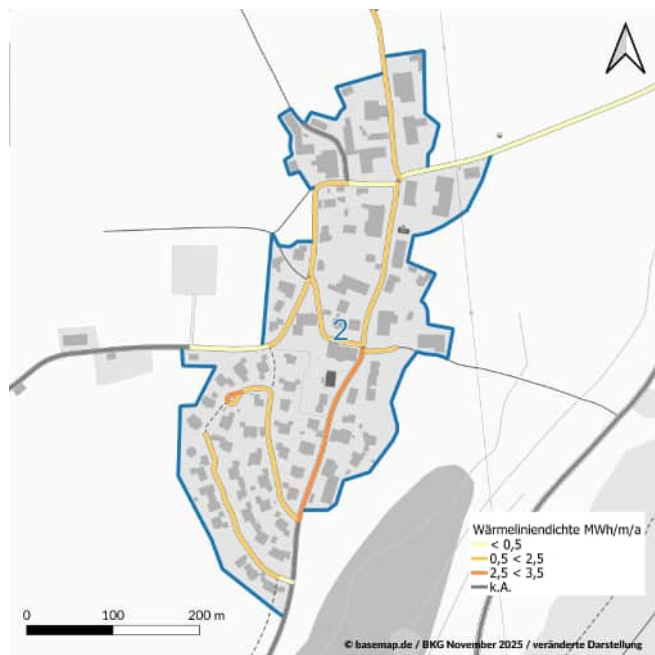 2
Wärmeliniendichte MWh/m/a
< 0,5
0,5 < 2,5
2,5 < 3,5
k.A.
0 100 200 m
© basemap.de / BKG November 2025 / veränderte Darstellung